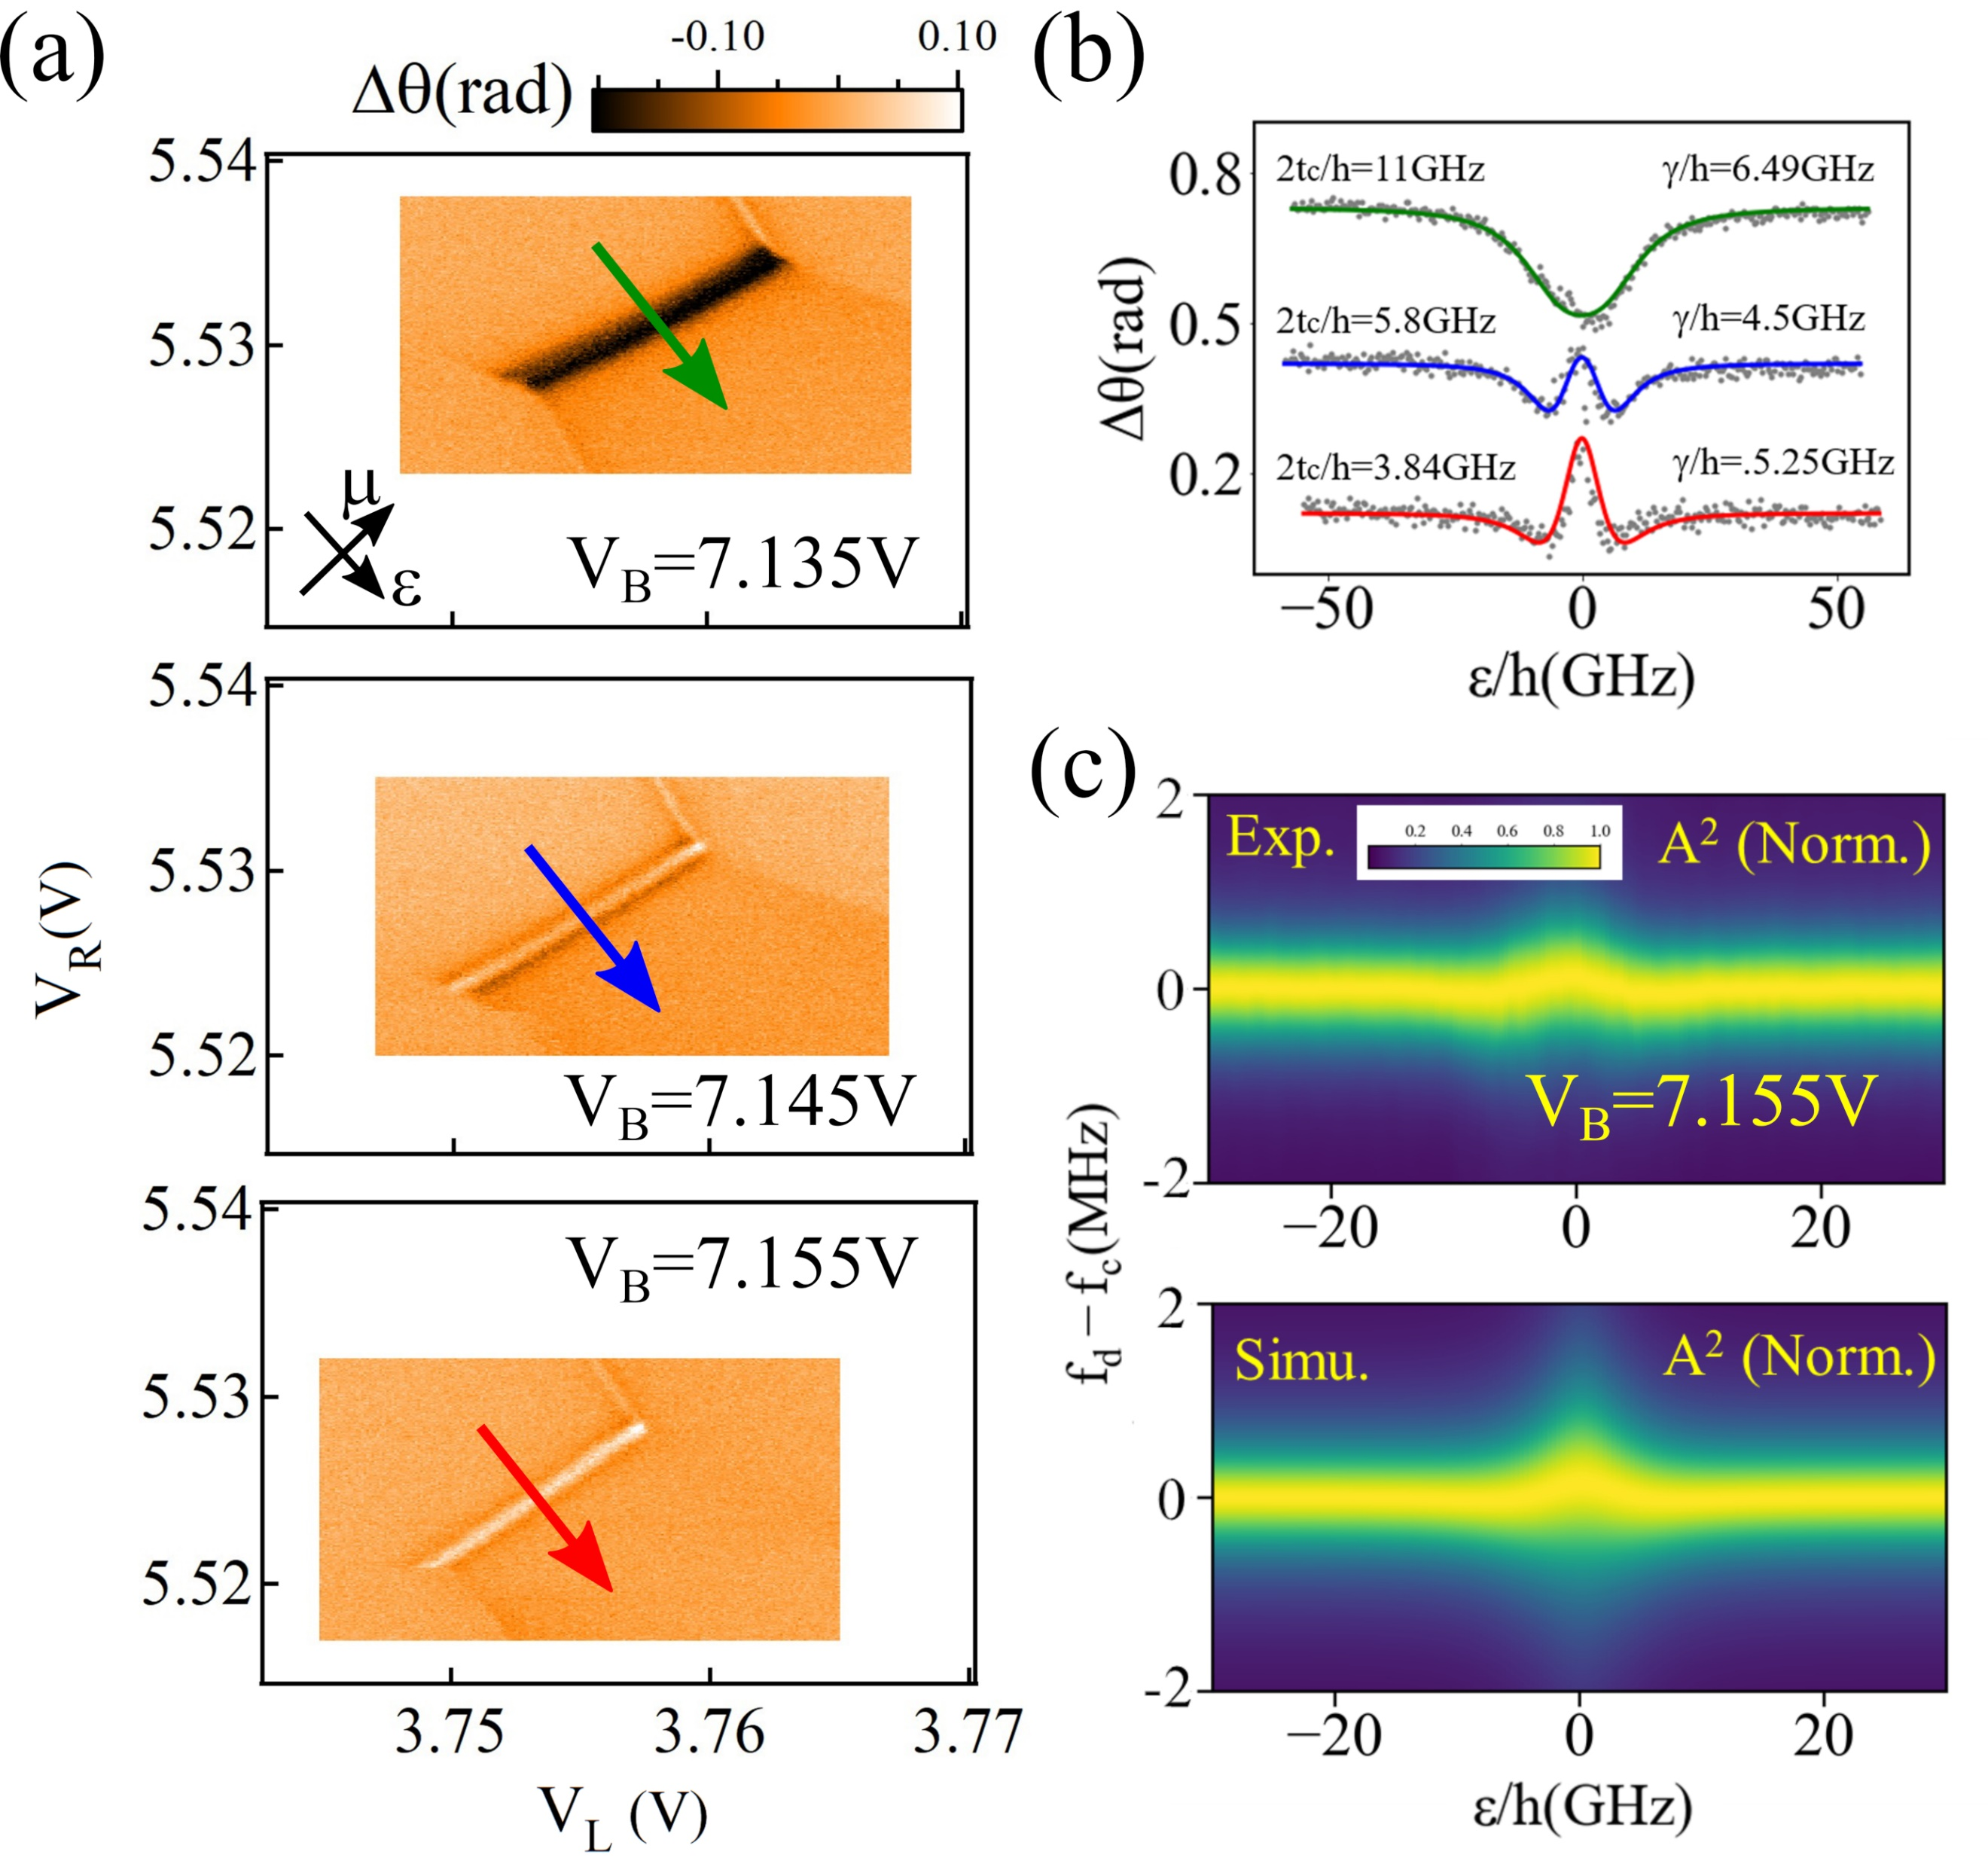 (a)
-0.10 0.10
Δθ(rad)
5.54
5.53
5.52
μ
ε
V_B=7.135V
5.54
5.53
5.52
V_B=7.145V
V_R(V)
5.54
V_B=7.155V
5.53
5.52
3.75 3.76 3.77
V_L (V)
(b)
0.8
0.5
0.2
Δθ(rad)
2tc/h=11GHz γ/h=6.49GHz
2tc/h=5.8GHz γ/h=4.5GHz
2tc/h=3.84GHz γ/h=.5.25GHz
−50 0 50
ε/h(GHz)
(c)
2
0
-2
Exp. 0.2 0.4 0.6 0.8 1.0 A² (Norm.)
V_B=7.155V
−20 0 20
f_d − f_c(MHz)
2
0
-2
Simu. A² (Norm.)
−20 0 20
ε/h(GHz)